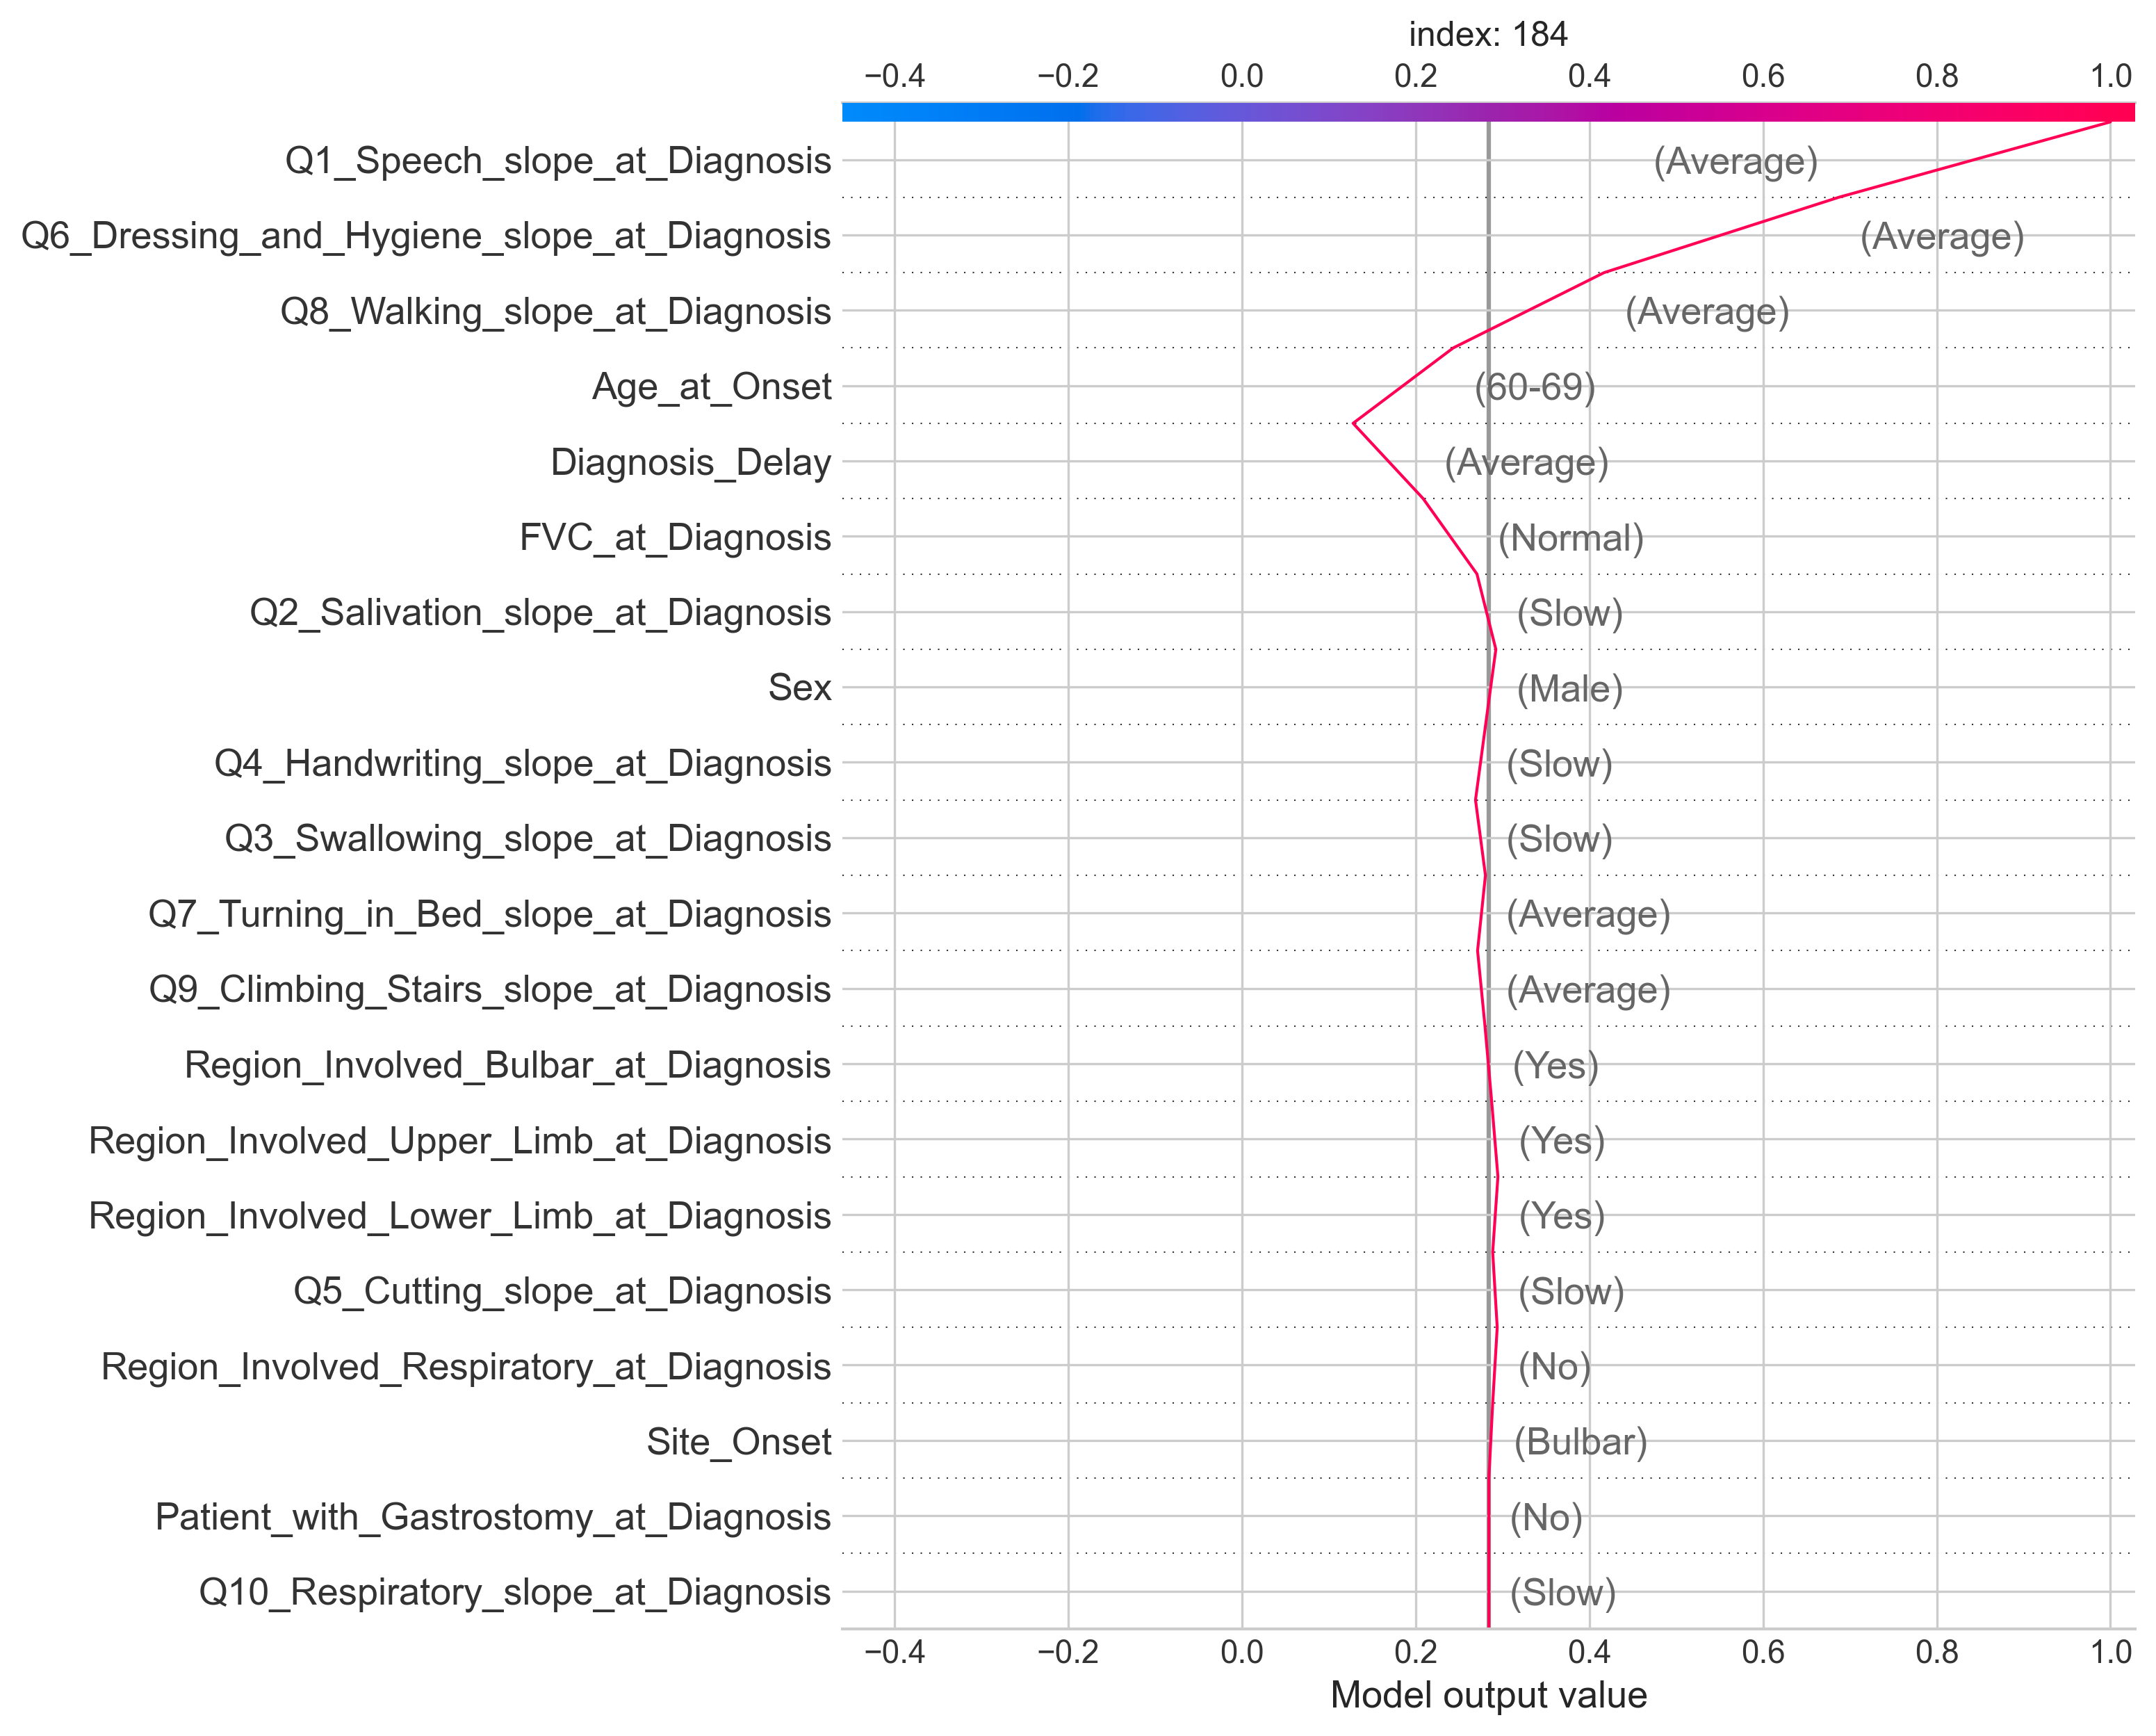 index: 184
−0.4 −0.2 0.0 0.2 0.4 0.6 0.8 1.0
Q1_Speech_slope_at_Diagnosis (Average)
Q6_Dressing_and_Hygiene_slope_at_Diagnosis (Average)
Q8_Walking_slope_at_Diagnosis (Average)
Age_at_Onset (60-69)
Diagnosis_Delay (Average)
FVC_at_Diagnosis (Normal)
Q2_Salivation_slope_at_Diagnosis (Slow)
Sex (Male)
Q4_Handwriting_slope_at_Diagnosis (Slow)
Q3_Swallowing_slope_at_Diagnosis (Slow)
Q7_Turning_in_Bed_slope_at_Diagnosis (Average)
Q9_Climbing_Stairs_slope_at_Diagnosis (Average)
Region_Involved_Bulbar_at_Diagnosis (Yes)
Region_Involved_Upper_Limb_at_Diagnosis (Yes)
Region_Involved_Lower_Limb_at_Diagnosis (Yes)
Q5_Cutting_slope_at_Diagnosis (Slow)
Region_Involved_Respiratory_at_Diagnosis (No)
Site_Onset (Bulbar)
Patient_with_Gastrostomy_at_Diagnosis (No)
Q10_Respiratory_slope_at_Diagnosis (Slow)
−0.4 −0.2 0.0 0.2 0.4 0.6 0.8 1.0
Model output value